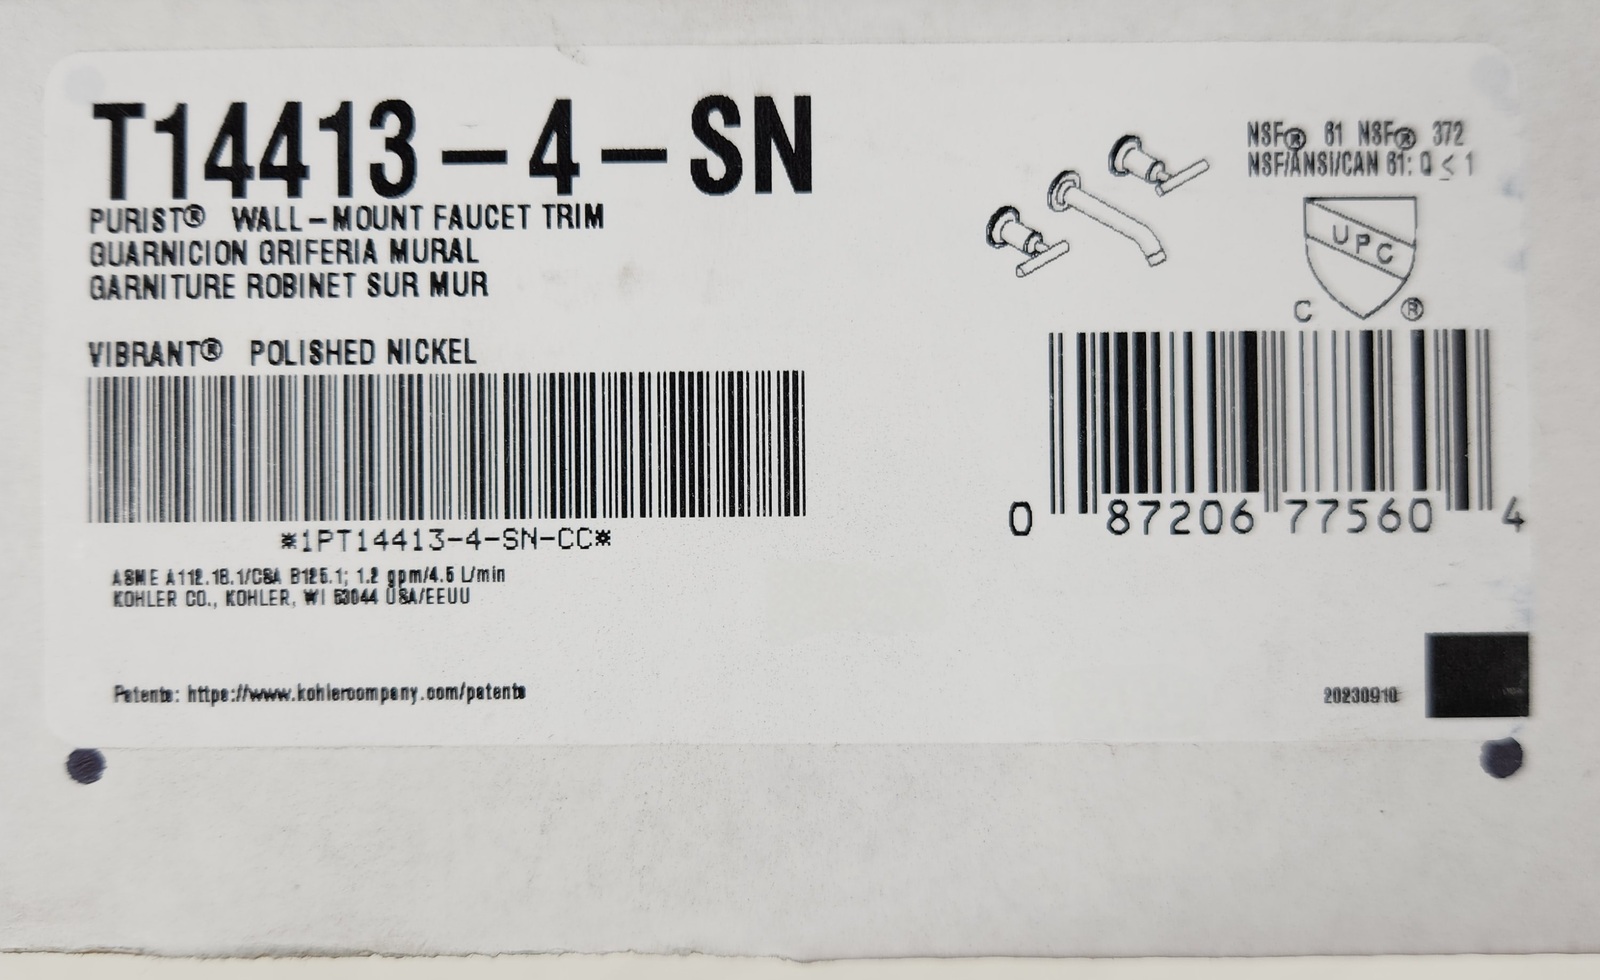 T14413-4-SN
PURIST® WALL-MOUNT FAUCET TRIM
GUARNICION GRIFERIA MURAL
GARNITURE ROBINET SUR MUR
VIBRANT® POLISHED NICKEL
*1PT14413-4-SN-CC*
ASME A112.18.1/CSA B125.1; 1.2 gpm/4.5 L/min
KOHLER CO., KOHLER, WI 53044 USA/EEUU
Patents: https://www.kohlercompany.com/patents
NSF® 61 NSF® 372
NSF/ANSI/CAN 61: Q ≤ 1
UPC
C ®
0 87206 77560 4
20230910